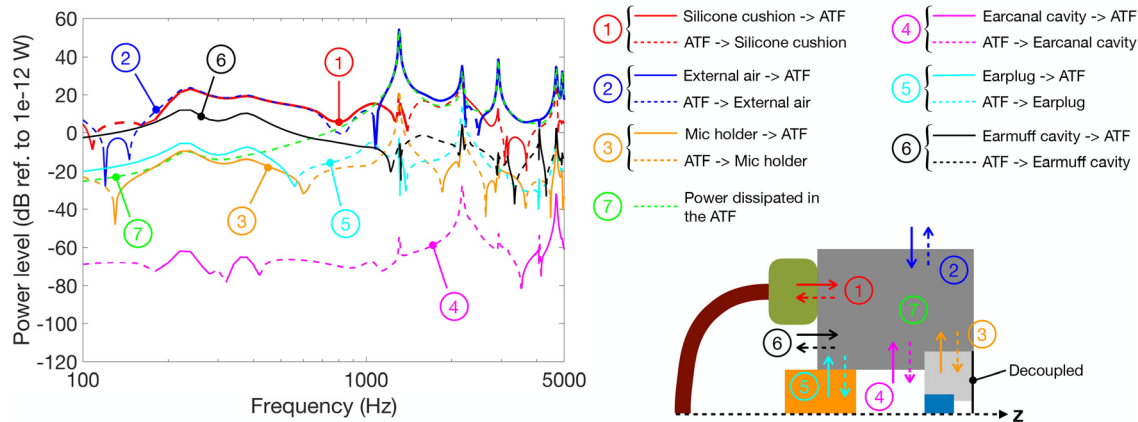 Power level (dB ref. to 1e-12 W)
60
40
20
0
-20
-40
-60
-80
-100
-120
100
1000
5000
Frequency (Hz)
2
6
1
7
3
5
4
1
Silicone cushion -> ATF
ATF -> Silicone cushion
2
External air -> ATF
ATF -> External air
3
Mic holder -> ATF
ATF -> Mic holder
7
Power dissipated in
the ATF
4
Earcanal cavity -> ATF
ATF -> Earcanal cavity
5
Earplug -> ATF
ATF -> Earplug
6
Earmuff cavity -> ATF
ATF -> Earmuff cavity
2
1
7
3
6
5
4
Decoupled
z